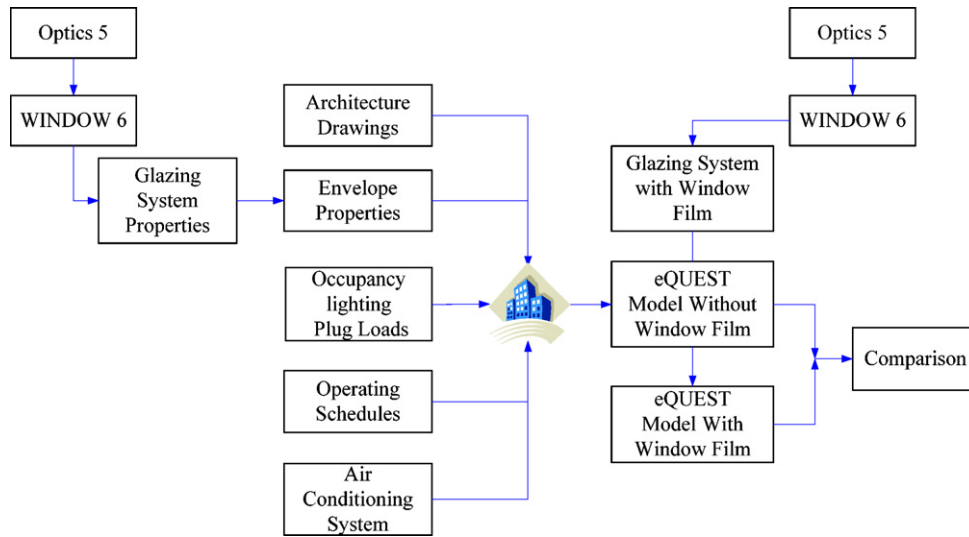 Optics 5
WINDOW 6
Glazing
System
Properties
Architecture
Drawings
Envelope
Properties
Occupancy
lighting
Plug Loads
Operating
Schedules
Air
Conditioning
System
Optics 5
WINDOW 6
Glazing System
with Window
Film
eQUEST
Model Without
Window Film
eQUEST
Model With
Window Film
Comparison